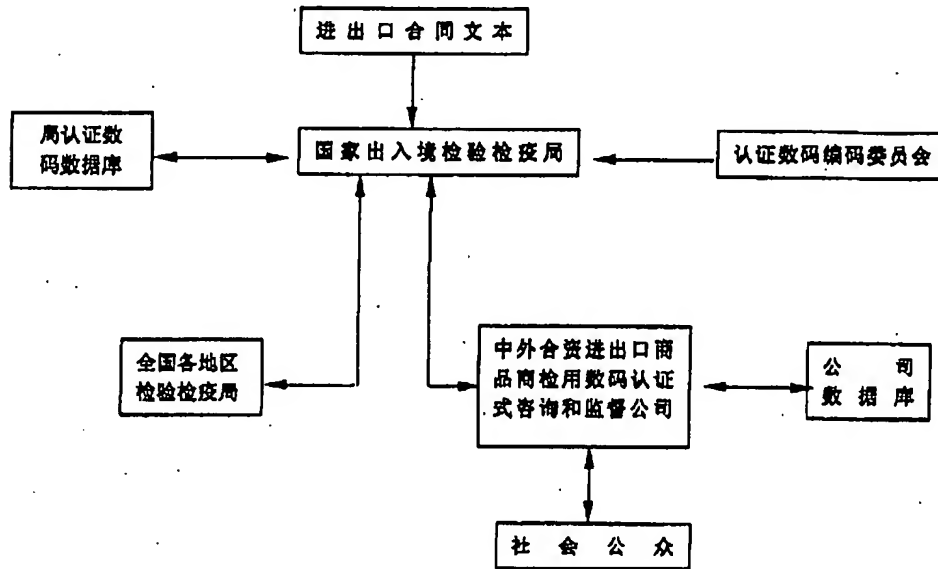 进出口合同文本
局认证数
码数据库
国家出入境检验检疫局
认证数码编码委员会
全国各地区
检验检疫局
中外合资进出口商
品商检用数码认证
式咨询和监督公司
公司
数据库
社会公众